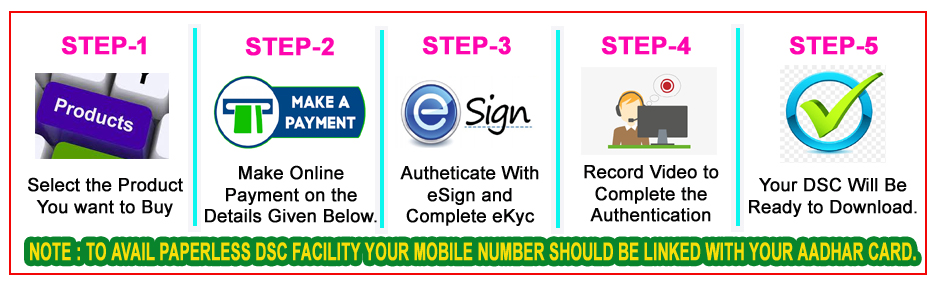 STEP-1
Y
Products
Select the Product
You want to Buy
STEP-2
MAKE A
PAYMENT
Make Online
Payment on the
Details Given Below.
STEP-3
eSign
Autheticate With
eSign and
Complete eKyc
STEP-4
Record Video to
Complete the
Authentication
STEP-5
Your DSC Will Be
Ready to Download.
NOTE : TO AVAIL PAPERLESS DSC FACILITY YOUR MOBILE NUMBER SHOULD BE LINKED WITH YOUR AADHAR CARD.